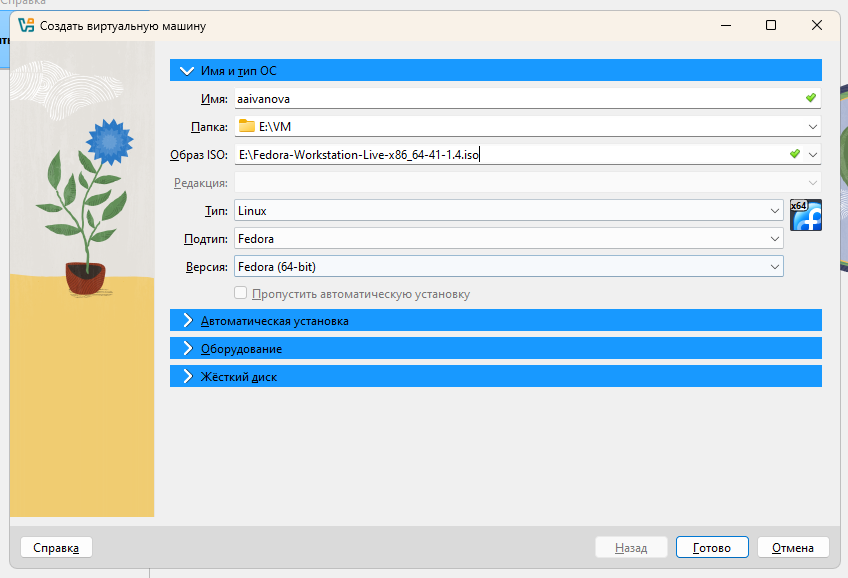 Справка
Создать виртуальную машину
Имя и тип ОС
Имя: aaivanova
Папка: E:\VM
Образ ISO: E:\Fedora-Workstation-Live-x86_64-41-1.4.iso
Редакция:
Тип: Linux
x64
Подтип: Fedora
Версия: Fedora (64-bit)
Пропустить автоматическую установку
Автоматическая установка
Оборудование
Жёсткий диск
Справка Назад Готово Отмена